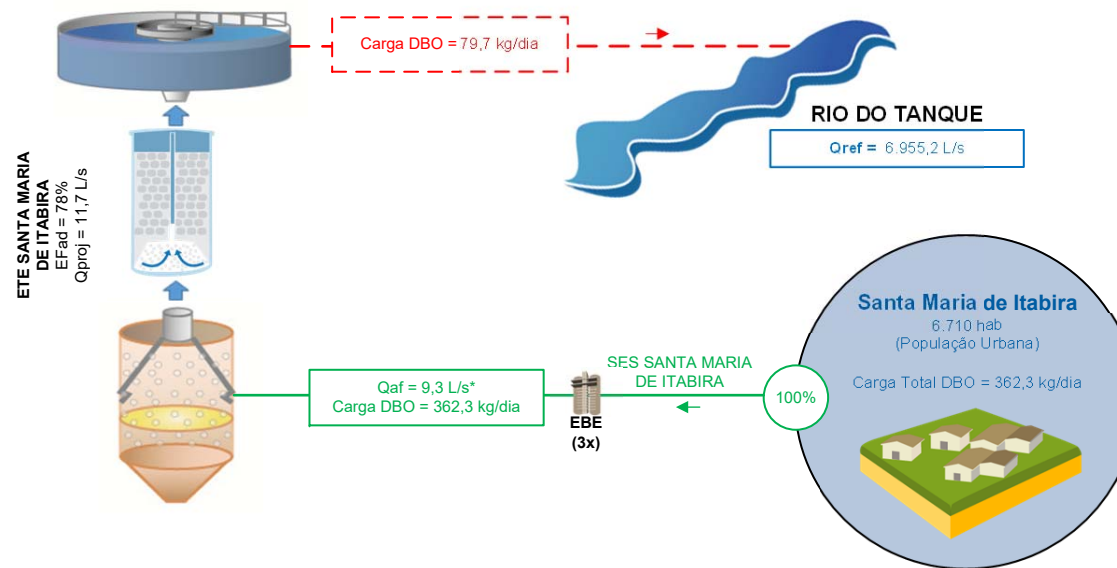 Carga DBO = 79,7 kg/dia
RIO DO TANQUE
Qref = 6.955,2 L/s
ETE SANTA MARIA
DE ITABIRA
EFad = 78%
Qproj = 11,7 L/s
Santa Maria de Itabira
6.710 hab
(População Urbana)
Carga Total DBO = 362,3 kg/dia
SES SANTA MARIA
DE ITABIRA
100%
Qaf = 9,3 L/s*
Carga DBO = 362,3 kg/dia
EBE
(3x)